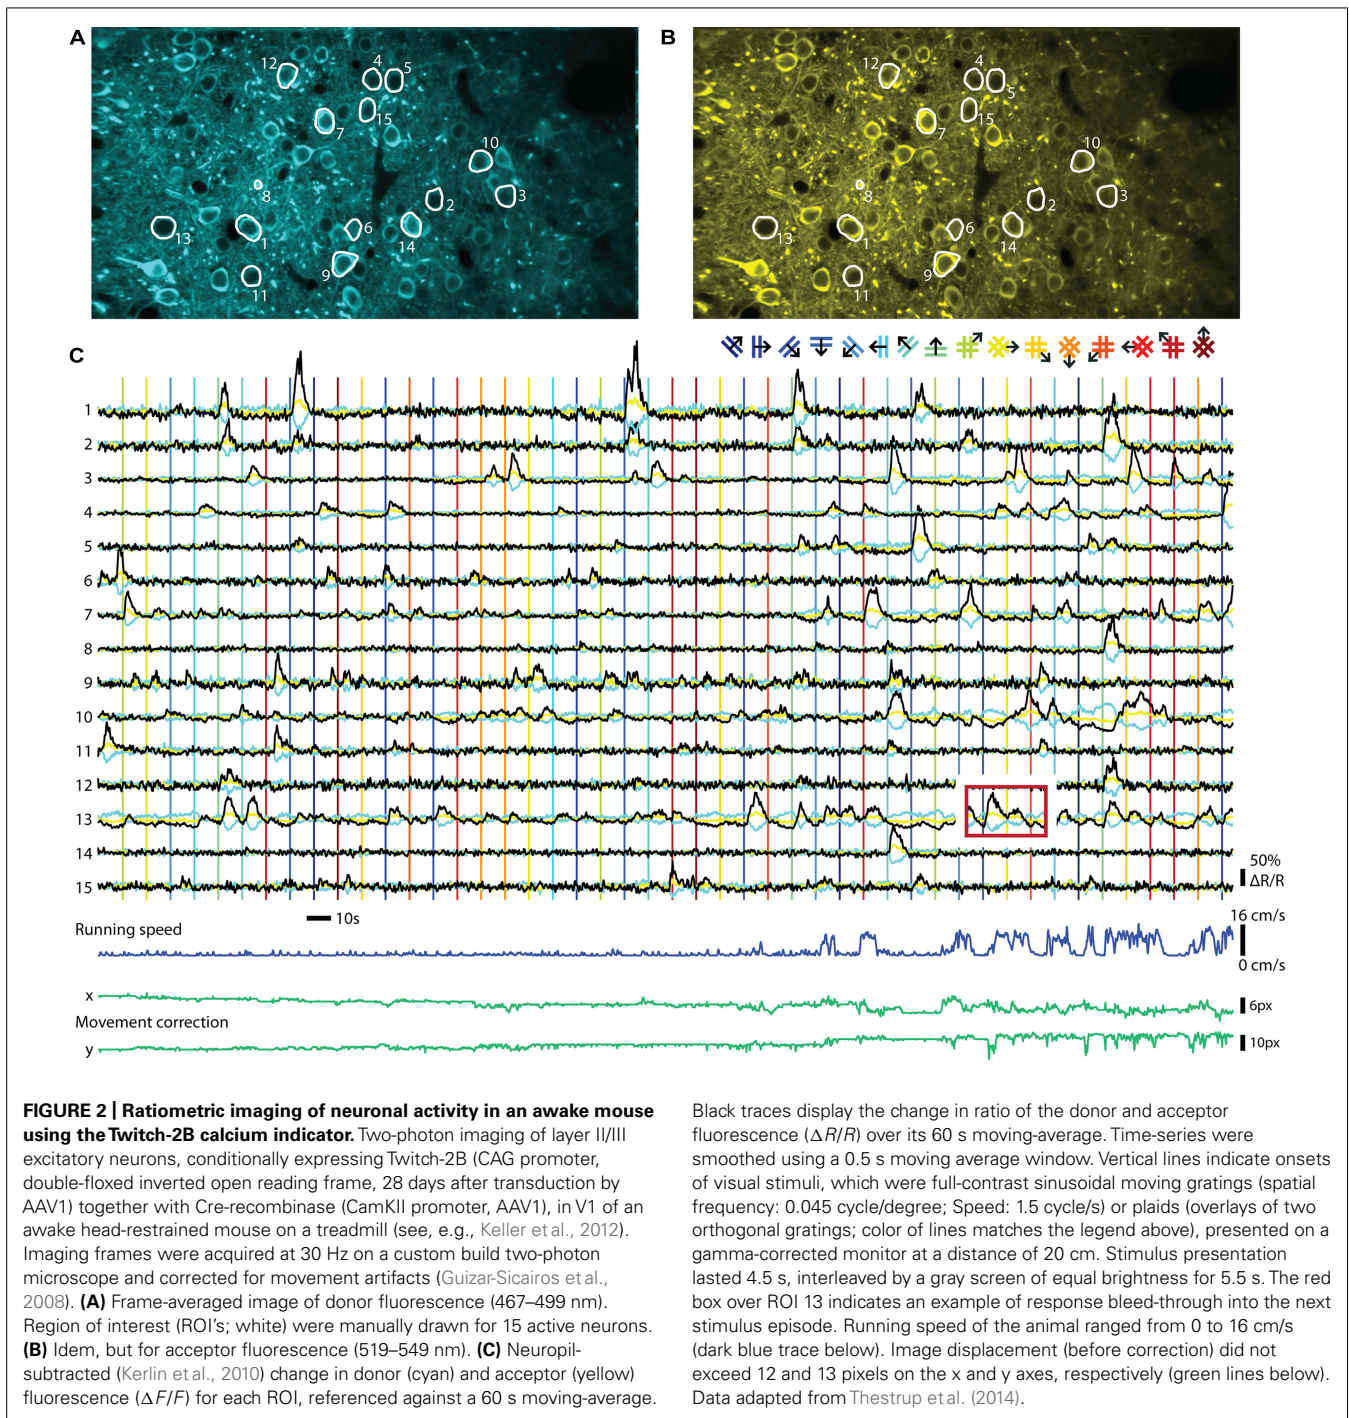 A
B
12
4
5
15
7
10
8
3
2
13
1
6
14
9
11
12
4
5
15
7
10
8
3
2
13
1
6
14
9
11
C
1
2
3
4
5
6
7
8
9
10
11
12
13
14
15
50%
ΔR/R
10s
Running speed
16 cm/s
0 cm/s
x
6px
Movement correction
y
10px
FIGURE 2 | Ratiometric imaging of neuronal activity in an awake mouse
using the Twitch-2B calcium indicator. Two-photon imaging of layer II/III
excitatory neurons, conditionally expressing Twitch-2B (CAG promoter,
double-floxed inverted open reading frame, 28 days after transduction by
AAV1) together with Cre-recombinase (CamKII promoter, AAV1), in V1 of an
awake head-restrained mouse on a treadmill (see, e.g., Keller et al., 2012).
Imaging frames were acquired at 30 Hz on a custom build two-photon
microscope and corrected for movement artifacts (Guizar-Sicairos et al.,
2008). (A) Frame-averaged image of donor fluorescence (467–499 nm).
Region of interest (ROI's; white) were manually drawn for 15 active neurons.
(B) Idem, but for acceptor fluorescence (519–549 nm). (C) Neuropil-
subtracted (Kerlin et al., 2010) change in donor (cyan) and acceptor (yellow)
fluorescence (ΔF/F) for each ROI, referenced against a 60 s moving-average.
Black traces display the change in ratio of the donor and acceptor
fluorescence (ΔR/R) over its 60 s moving-average. Time-series were
smoothed using a 0.5 s moving average window. Vertical lines indicate onsets
of visual stimuli, which were full-contrast sinusoidal moving gratings (spatial
frequency: 0.045 cycle/degree; Speed: 1.5 cycle/s) or plaids (overlays of two
orthogonal gratings; color of lines matches the legend above), presented on a
gamma-corrected monitor at a distance of 20 cm. Stimulus presentation
lasted 4.5 s, interleaved by a gray screen of equal brightness for 5.5 s. The red
box over ROI 13 indicates an example of response bleed-through into the next
stimulus episode. Running speed of the animal ranged from 0 to 16 cm/s
(dark blue trace below). Image displacement (before correction) did not
exceed 12 and 13 pixels on the x and y axes, respectively (green lines below).
Data adapted from Thestrup et al. (2014).